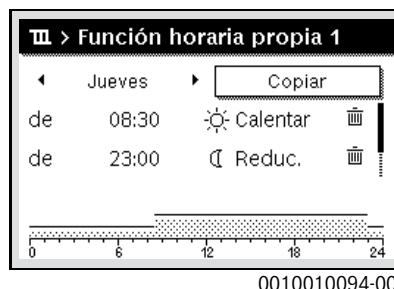 > Función horaria propia 1
Jueves Copiar
de 08:30 Calentar
de 23:00 Reduc.
0 6 12 18 24
0010010094-00